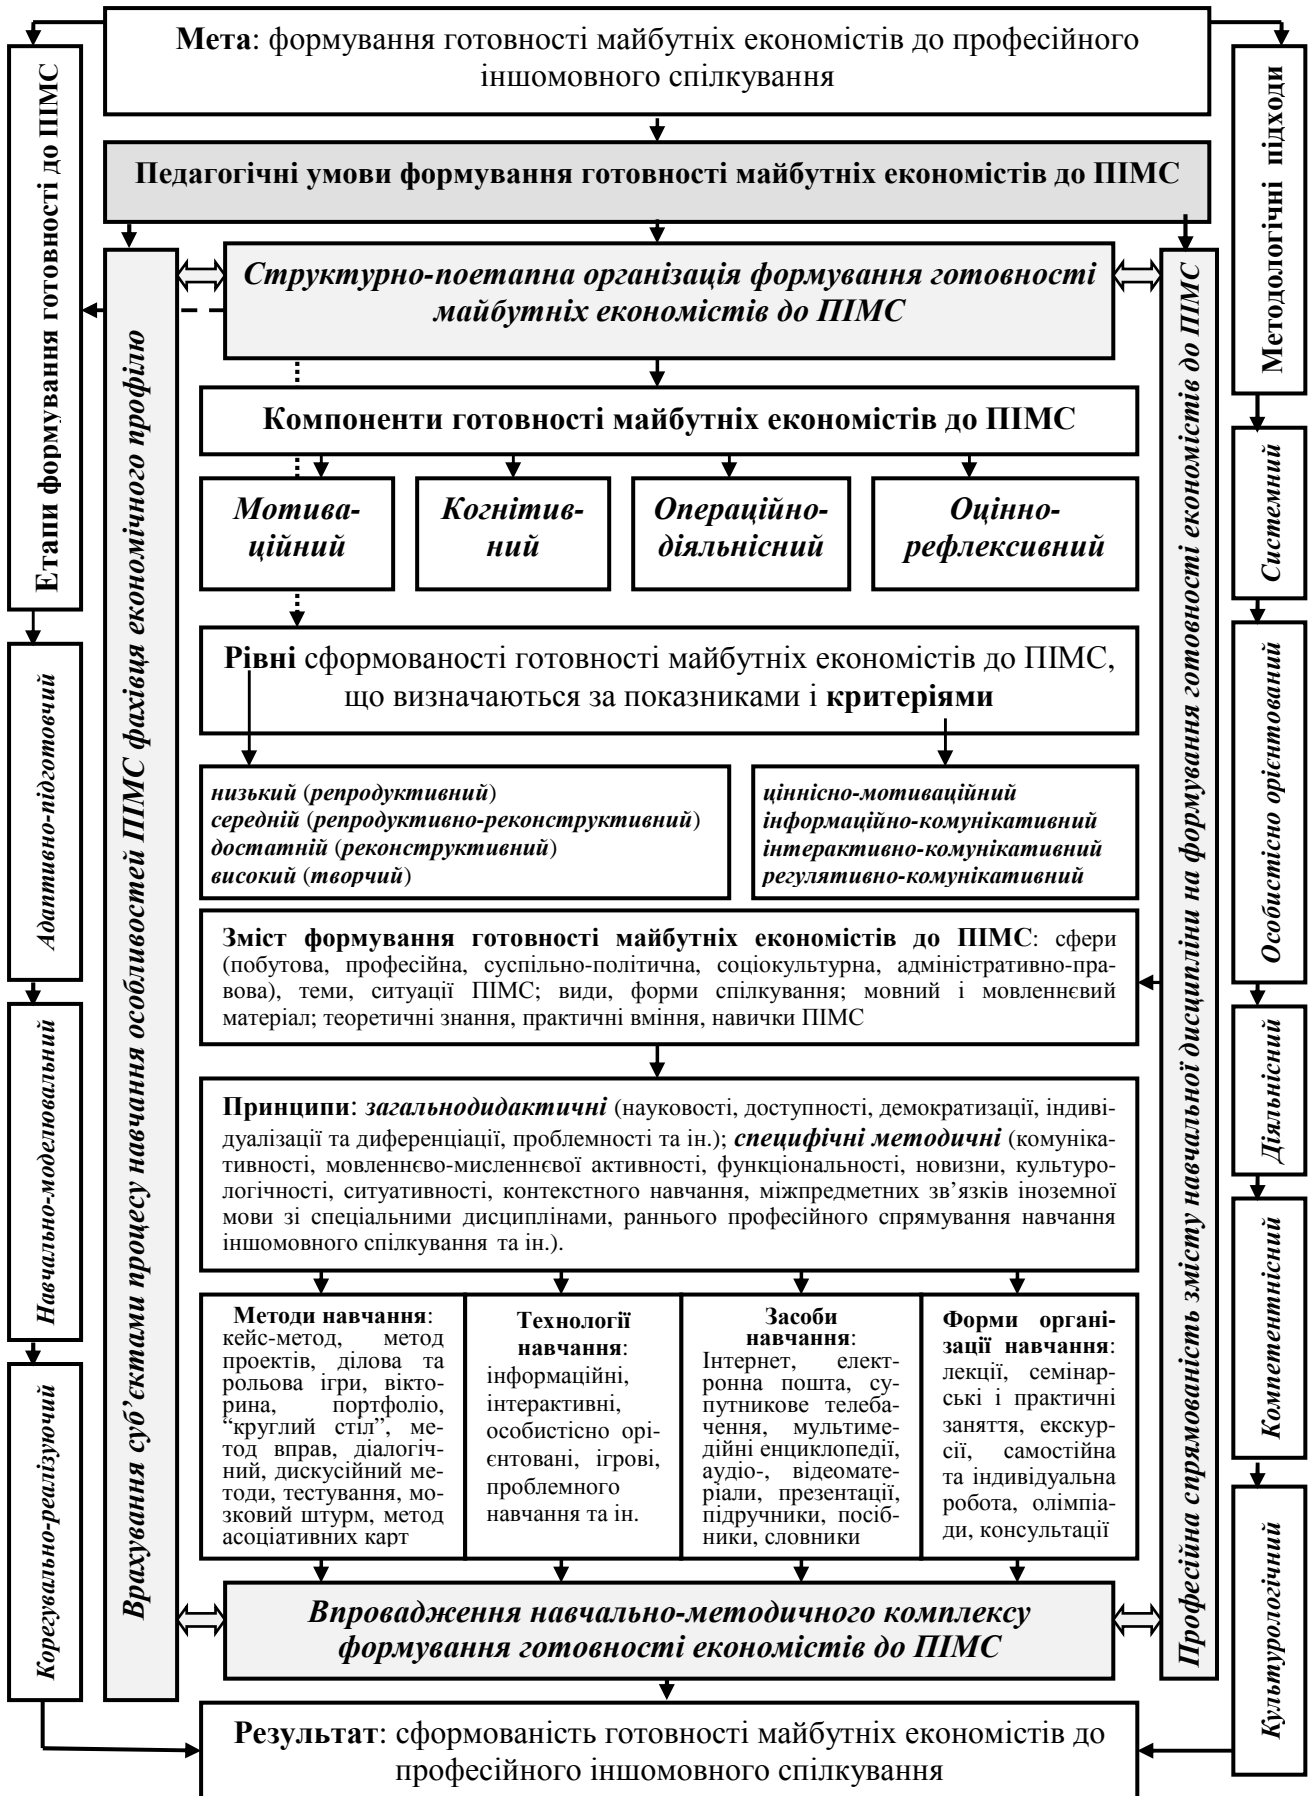 Мета: формування готовності майбутніх економістів до професійного
іншомовного спілкування
Педагогічні умови формування готовності майбутніх економістів до ПІМС
Етапи формування готовності до ПІМС
Адаптивно-підготовчий
Навчально-моделювальний
Корегувально-реалізуючий
Врахування суб’єктами процесу навчання особливостей ПІМС фахівця економічного профілю
Структурно-поетапна організація формування готовності
майбутніх економістів до ПІМС
Компоненти готовності майбутніх економістів до ПІМС
Мотива-
ційний
Когнітив-
ний
Операційно-
діяльнісний
Оцінно-
рефлексивний
Рівні сформованості готовності майбутніх економістів до ПІМС,
що визначаються за показниками і критеріями
низький (репродуктивний)
середній (репродуктивно-реконструктивний)
достатній (реконструктивний)
високий (творчий)
ціннісно-мотиваційний
інформаційно-комунікативний
інтерактивно-комунікативний
регулятивно-комунікативний
Зміст формування готовності майбутніх економістів до ПІМС: сфери
(побутова, професійна, суспільно-політична, соціокультурна, адміністративно-пра-
вова), теми, ситуації ПІМС; види, форми спілкування; мовний і мовленнєвий
матеріал; теоретичні знання, практичні вміння, навички ПІМС
Принципи: загальнодидактичні (науковості, доступності, демократизації, індиві-
дуалізації та диференціації, проблемності та ін.); специфічні методичні (комуніка-
тивності, мовленнєво-мисленнєвої активності, функціональності, новизни, культуро-
логічності, ситуативності, контекстного навчання, міжпредметних зв’язків іноземної
мови зі спеціальними дисциплінами, раннього професійного спрямування навчання
іншомовного спілкування та ін.).
Методи навчання:
кейс-метод, метод
проектів, ділова та
рольова ігри, вікто-
рина, портфоліо,
“круглий стіл”, ме-
тод вправ, діалогіч-
ний, дискусійний ме-
тоди, тестування, мо-
зковий штурм, метод
асоціативних карт
Технології
навчання:
інформаційні,
інтерактивні,
особистісно орі-
єнтовані, ігрові,
проблемного
навчання та ін.
Засоби
навчання:
Інтернет, елект-
ронна пошта, су-
путникове телеба-
чення, мультиме-
дійні енциклопедії,
аудіо-, відеомате-
ріали, презентації,
підручники, посіб-
ники, словники
Форми органі-
зації навчання:
лекції, семінар-
ські і практичні
заняття, екскур-
сії, самостійна
та індивідуальна
робота, олімпіа-
ди, консультації
Впровадження навчально-методичного комплексу
формування готовності економістів до ПІМС
Професійна спрямованість змісту навчальної дисципліни на формування готовності економістів до ПІМС
Методологічні підходи
Системний
Особистісно орієнтований
Діяльнісний
Компетентнісний
Культурологічний
Результат: сформованість готовності майбутніх економістів до
професійного іншомовного спілкування